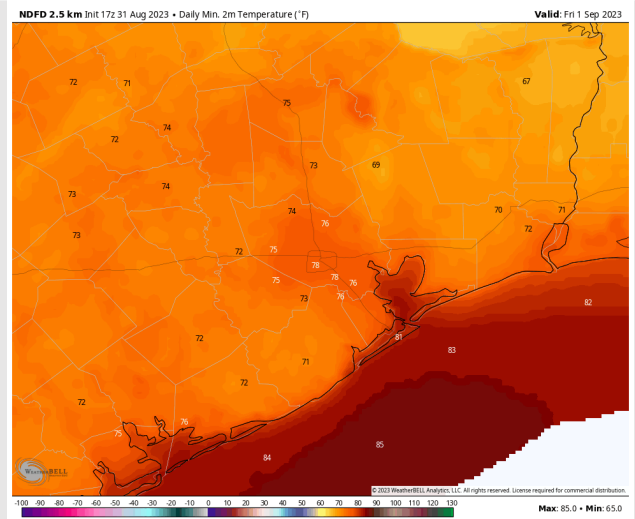 NDFD 2.5 km Init 17z 31 Aug 2023 • Daily Min. 2m Temperature (°F) Valid: Fri 1 Sep 2023
72 71 67
75
74
72
73 69
74
73
74 70 71
76 72
73
75 72
78
75 78 76
73 76
82
81
72 83
71
72
72
76
75
85
84
WeatherBELL
© 2023 WeatherBELL Analytics, LLC. All rights reserved. License required for commercial distribution.
-100 -90 -80 -70 -60 -50 -40 -30 -20 -10 0 10 20 30 40 50 60 70 80 90 100 110 120 130
Max: 85.0 • Min: 65.0